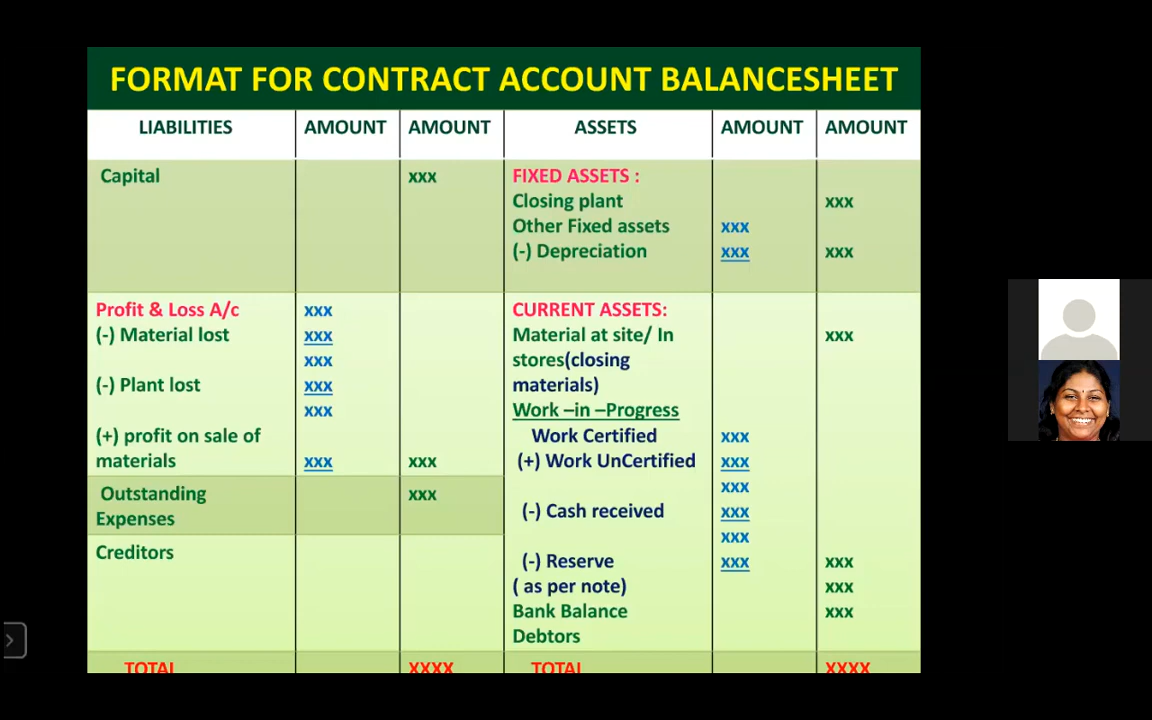 FORMAT FOR CONTRACT ACCOUNT BALANCESHEET
LIABILITIES AMOUNT AMOUNT ASSETS AMOUNT AMOUNT
Capital xxx FIXED ASSETS :
Closing plant xxx
Other Fixed assets xxx
(-) Depreciation xxx xxx
Profit & Loss A/c xxx CURRENT ASSETS:
(-) Material lost xxx Material at site/ In xxx
xxx stores(closing
(-) Plant lost xxx materials)
xxx Work –in –Progress
(+) profit on sale of Work Certified xxx
materials xxx xxx (+) Work UnCertified xxx
Outstanding xxx xxx
Expenses (-) Cash received xxx
xxx
Creditors (-) Reserve xxx xxx
( as per note) xxx
Bank Balance xxx
Debtors
TOTAL XXXX TOTAL XXXX